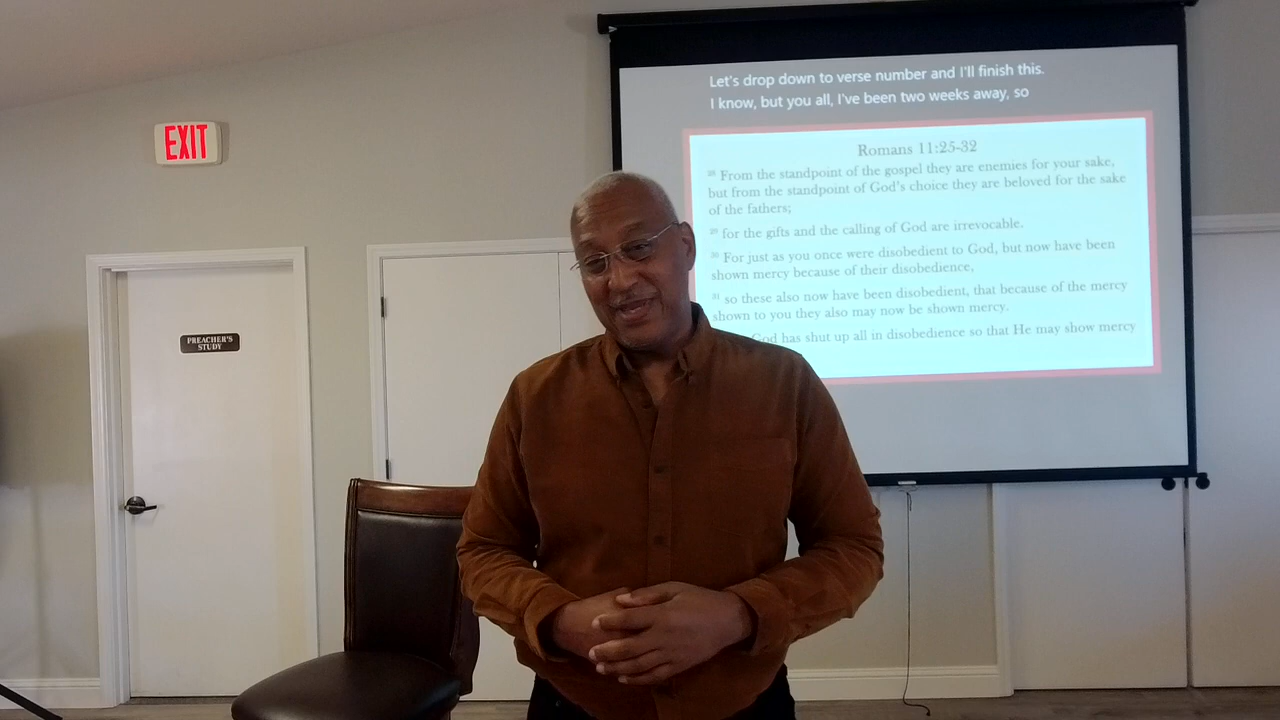 Let's drop down to verse number and I'll finish this.
I know, but you all, I've been two weeks away, so
EXIT
Romans 11:25-32
28 From the standpoint of the gospel they are enemies for your sake,
but from the standpoint of God's choice they are beloved for the sake
of the fathers;
29 for the gifts and the calling of God are irrevocable.
30 For just as you once were disobedient to God, but now have been
shown mercy because of their disobedience,
31 so these also now have been disobedient, that because of the mercy
shown to you they also may now be shown mercy.
God has shut up all in disobedience so that He may show mercy
PREACHER'S
STUDY